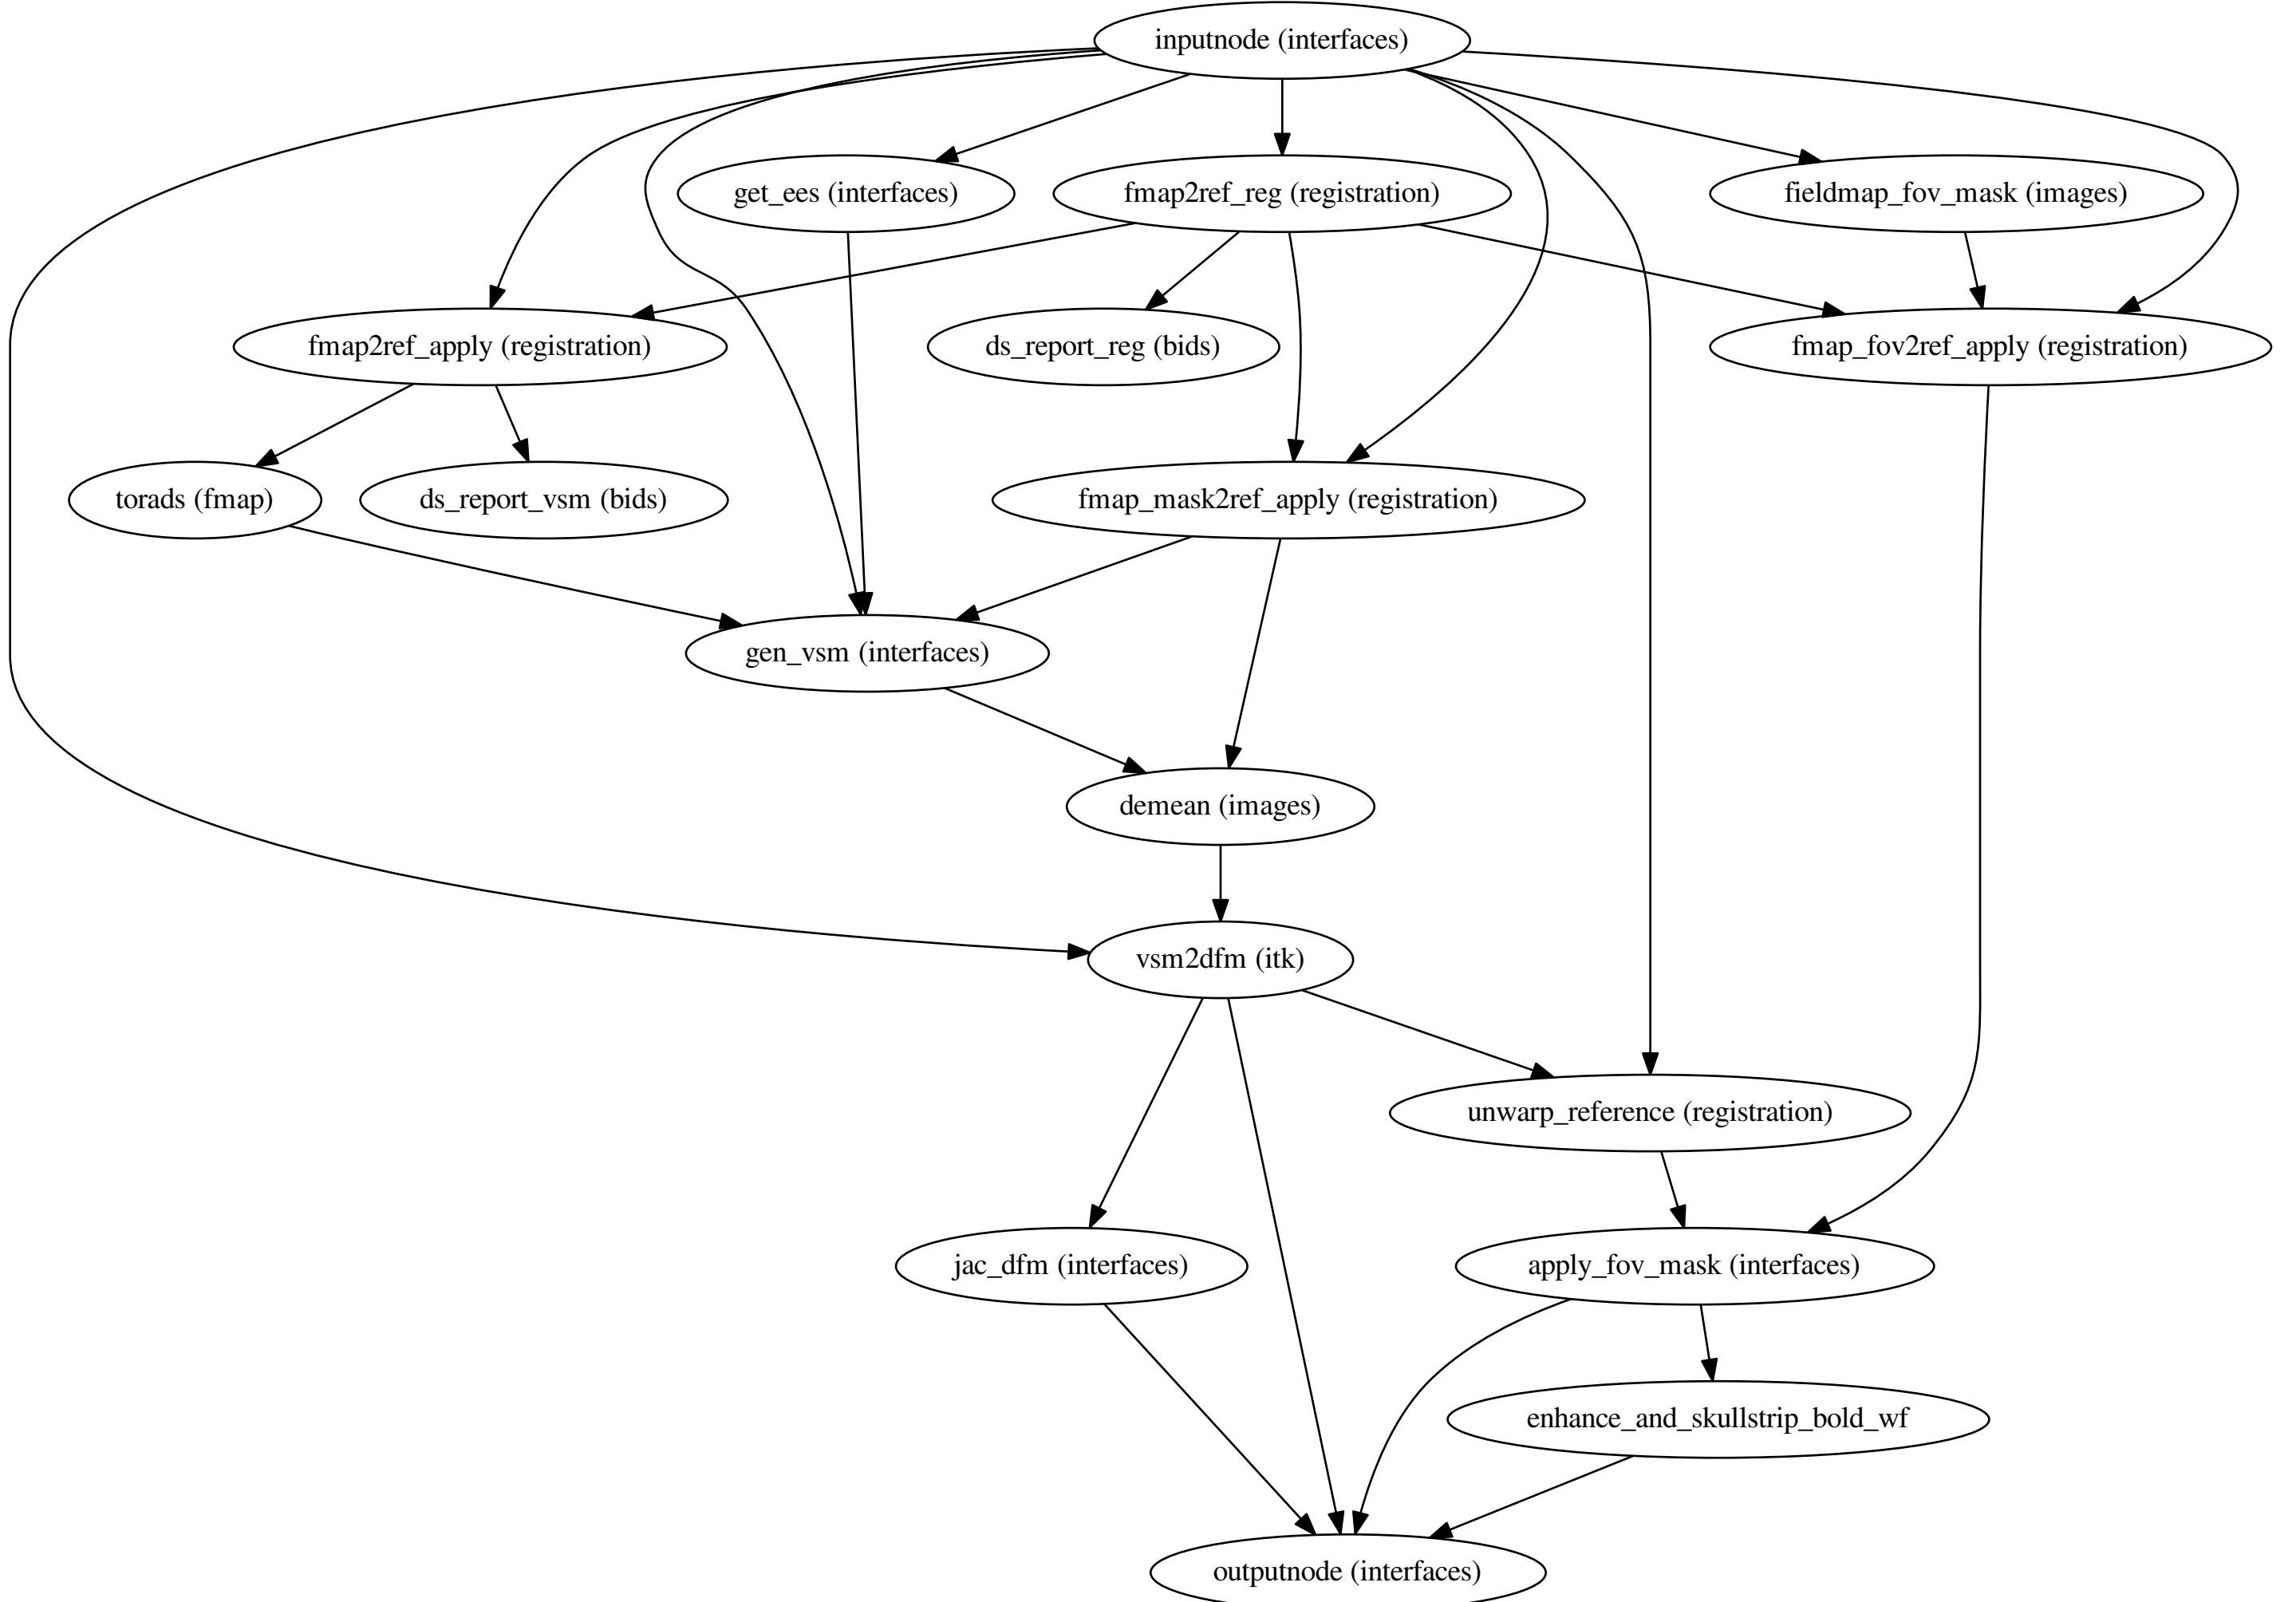 inputnode (interfaces)
get_ees (interfaces)
fmap2ref_reg (registration)
fieldmap_fov_mask (images)
fmap2ref_apply (registration)
ds_report_reg (bids)
fmap_fov2ref_apply (registration)
torads (fmap)
ds_report_vsm (bids)
fmap_mask2ref_apply (registration)
gen_vsm (interfaces)
demean (images)
vsm2dfm (itk)
unwarp_reference (registration)
jac_dfm (interfaces)
apply_fov_mask (interfaces)
enhance_and_skullstrip_bold_wf
outputnode (interfaces)